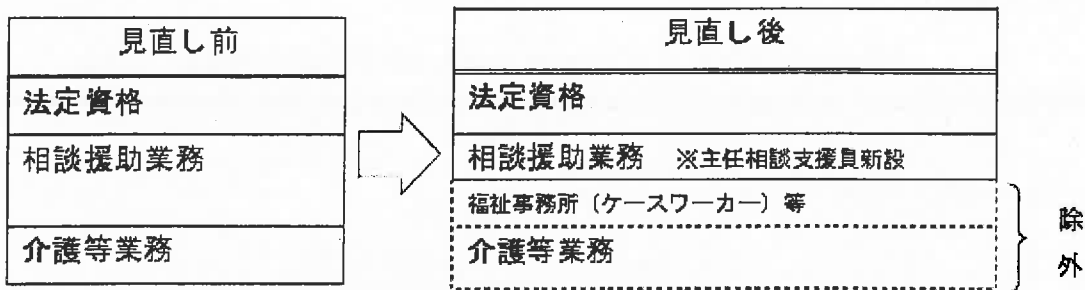 見直し前
法定資格
相談援助業務
介護等業務
見直し後
法定資格
相談援助業務 ※主任相談支援員新設
福祉事務所（ケースワーカー）等
介護等業務
除
外